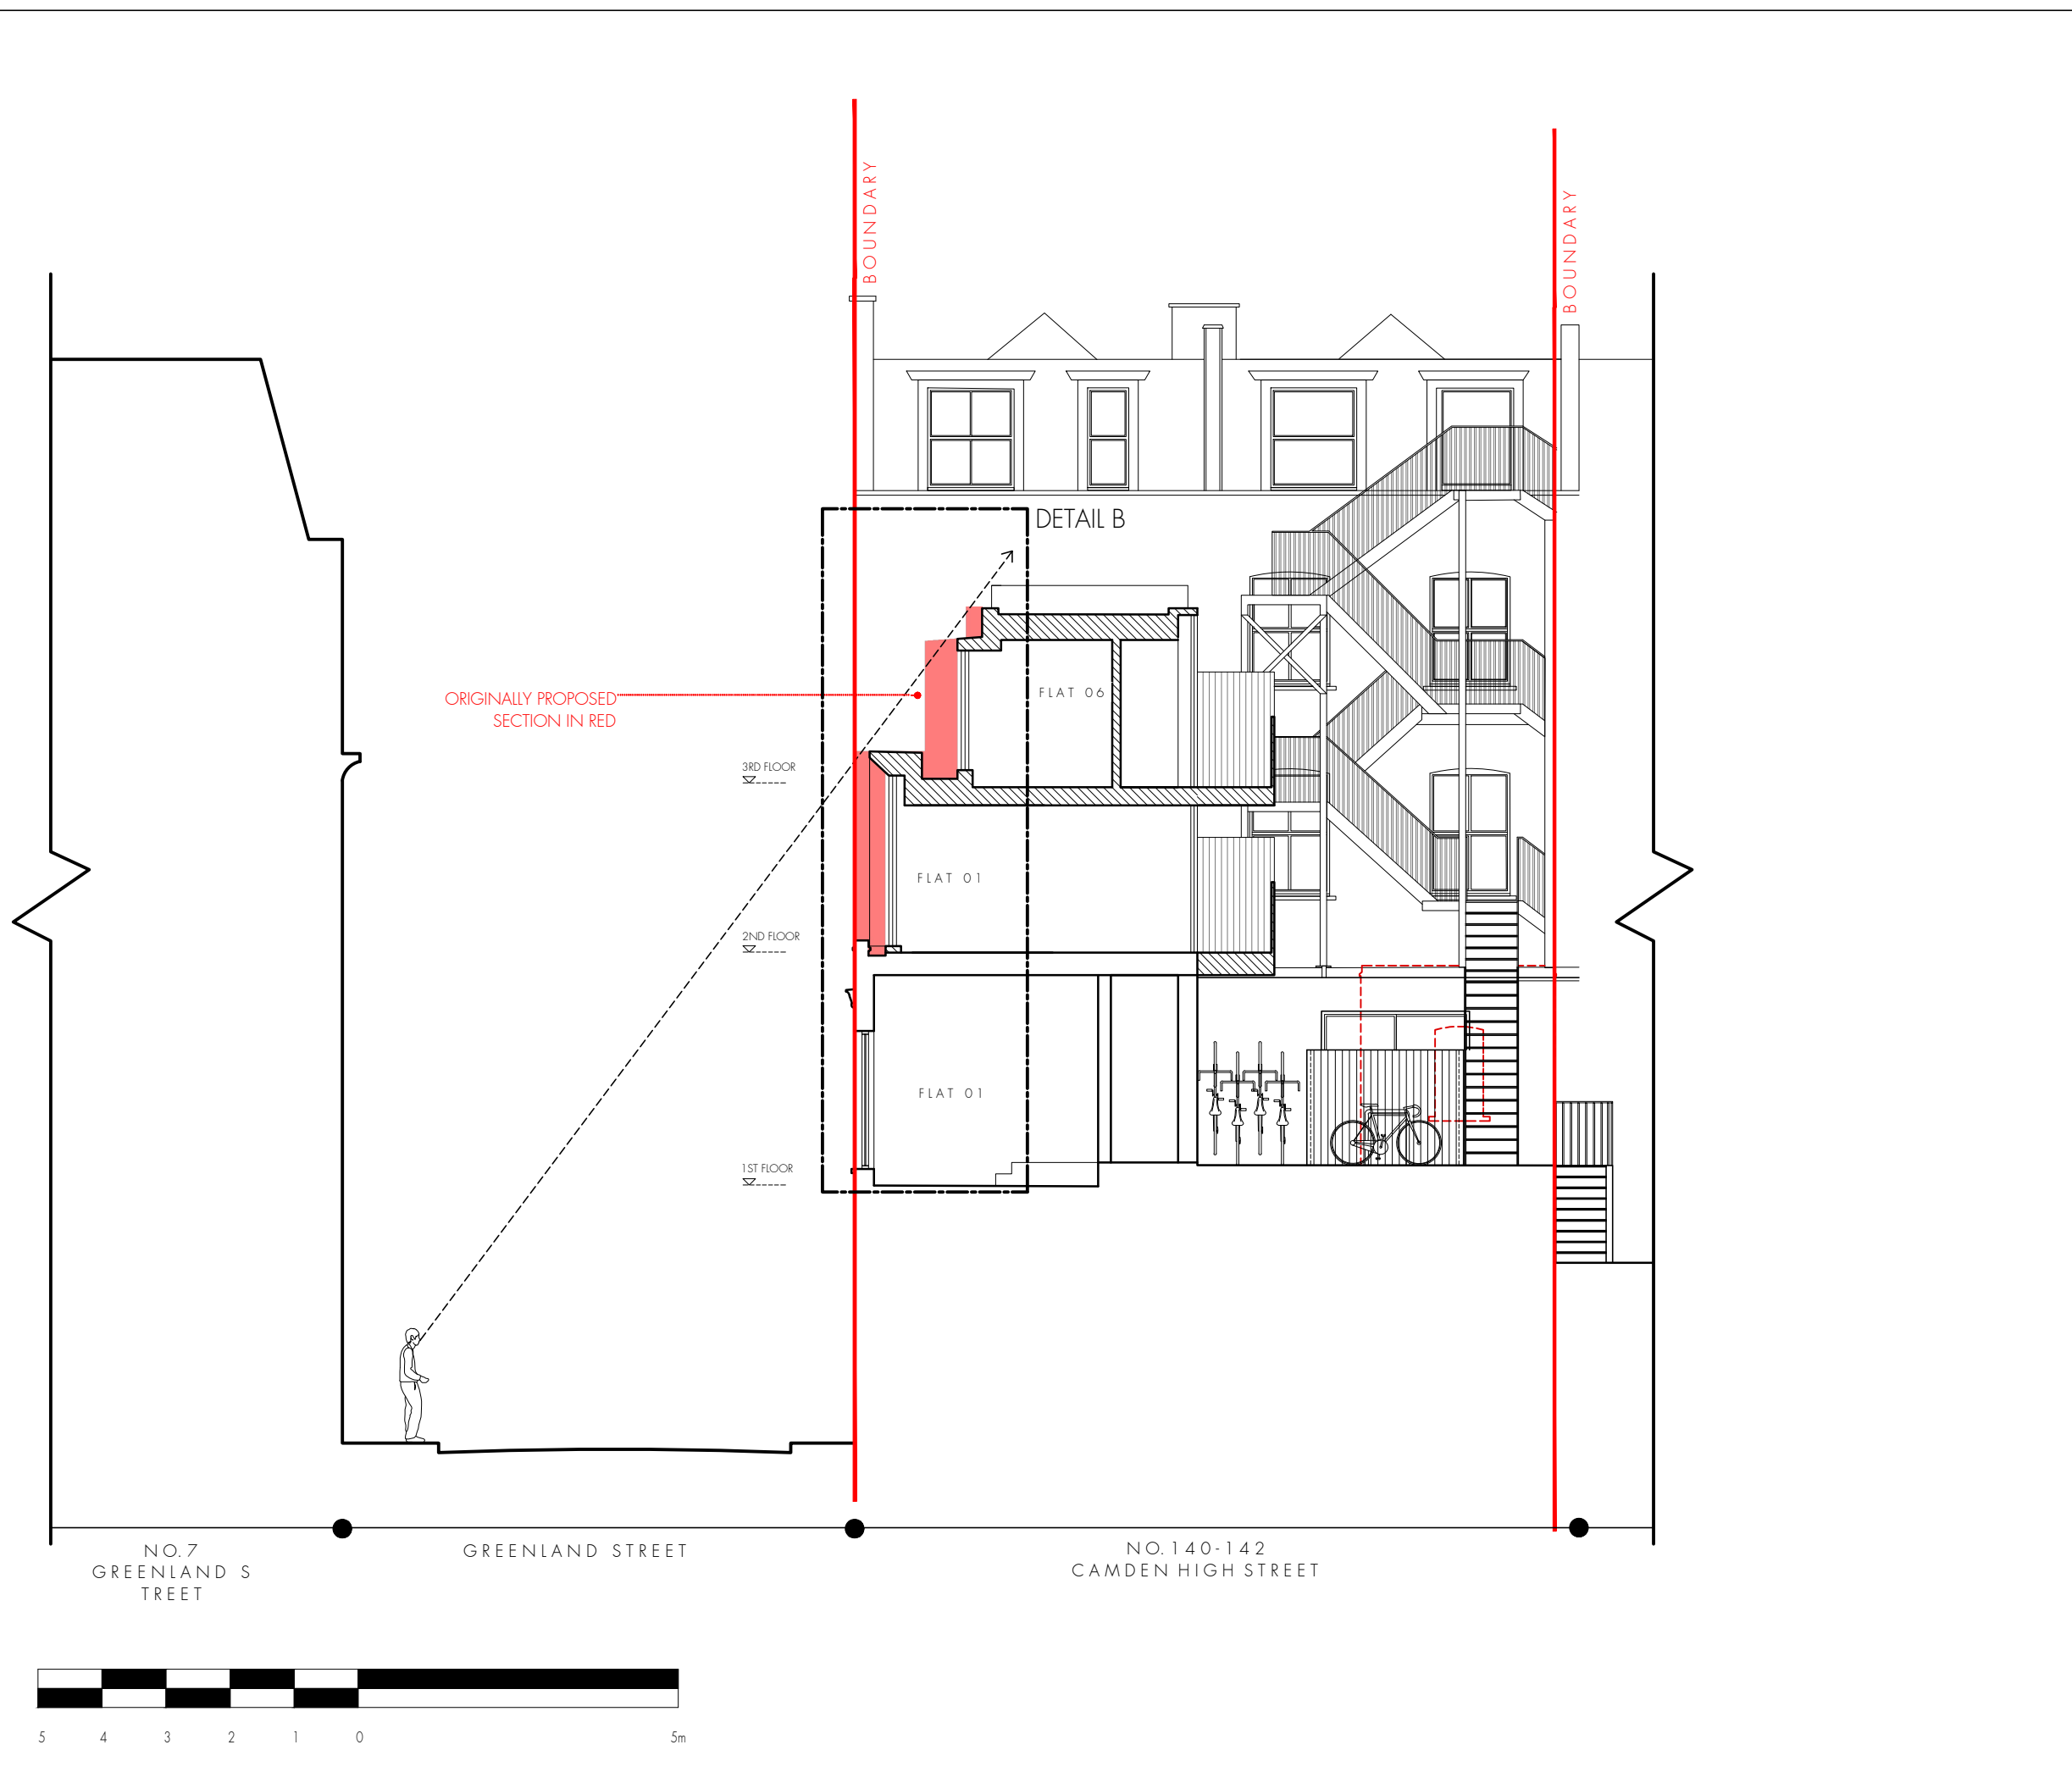 BOUNDARY
BOUNDARY
DETAIL B
ORIGINALLY PROPOSED
SECTION IN RED
FLAT 06
3RD FLOOR
FLAT 01
2ND FLOOR
FLAT 01
1ST FLOOR
NO.7
GREENLAND S
TREET
GREENLAND STREET
NO.140-142
CAMDEN HIGH STREET
5 4 3 2 1 0 5m